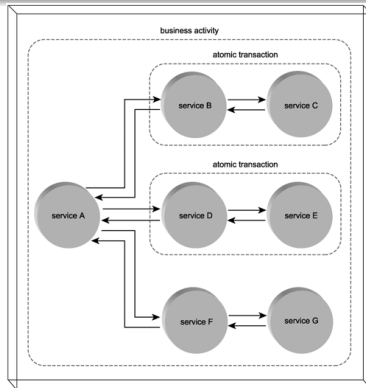 business activity
atomic transaction
service B
service C
atomic transaction
service A
service D
service E
service F
service G